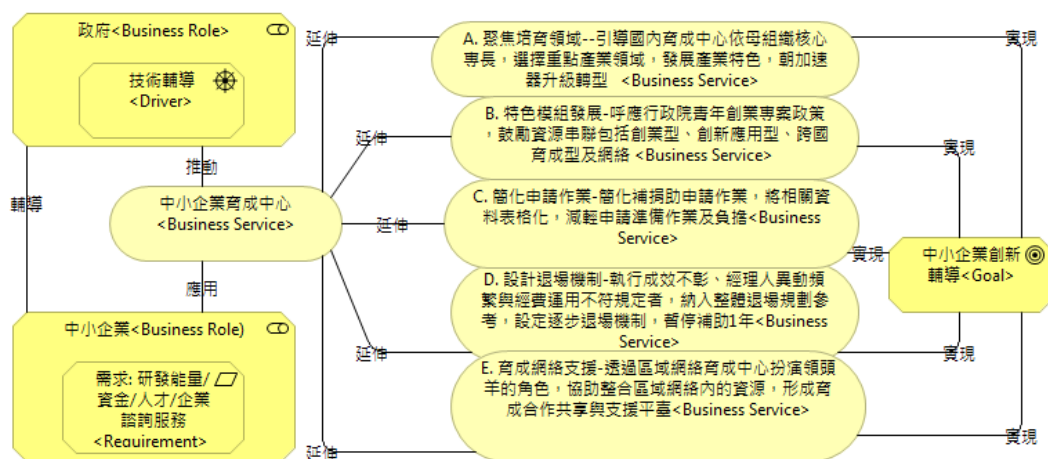 政府<Business Role>
技術輔導
<Driver>
推動
輔導
中小企業育成中心
<Business Service>
應用
中小企業<Business Role)
需求: 研發能量/
資金/人才/企業
諮詢服務
<Requirement>
延伸
延伸
延伸
延伸
延伸
A. 聚焦培育領域--引導國內育成中心依母組織核心
專長，選擇重點產業領域，發展產業特色，朝加速
器升級轉型 <Business Service>
B. 特色模組發展-呼應行政院青年創業專案政策
，鼓勵資源串聯包括創業型、創新應用型、跨國
育成型及網絡 <Business Service>
C. 簡化申請作業-簡化補捐助申請作業，將相關資
料表格化，減輕申請準備作業及負擔<Business
Service>
D. 設計退場機制-執行成效不彰、經理人異動頻
繁與經費運用不符規定者，納入整體退場規劃參
考，設定逐步退場機制，暫停補助1年<Business
Service>
E. 育成網絡支援-透過區域網絡育成中心扮演領頭
羊的角色，協助整合區域網絡內的資源，形成育
成合作共享與支援平臺<Business Service>
實現
實現
實現
實現
實現
中小企業創新
輔導<Goal>